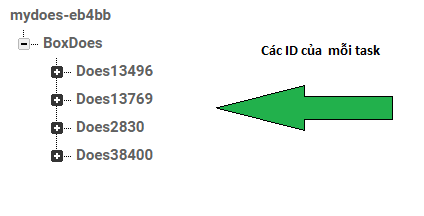 mydoes-eb4bb
BoxDoes
Các ID của mỗi task
Does13496
Does13769
Does2830
Does38400